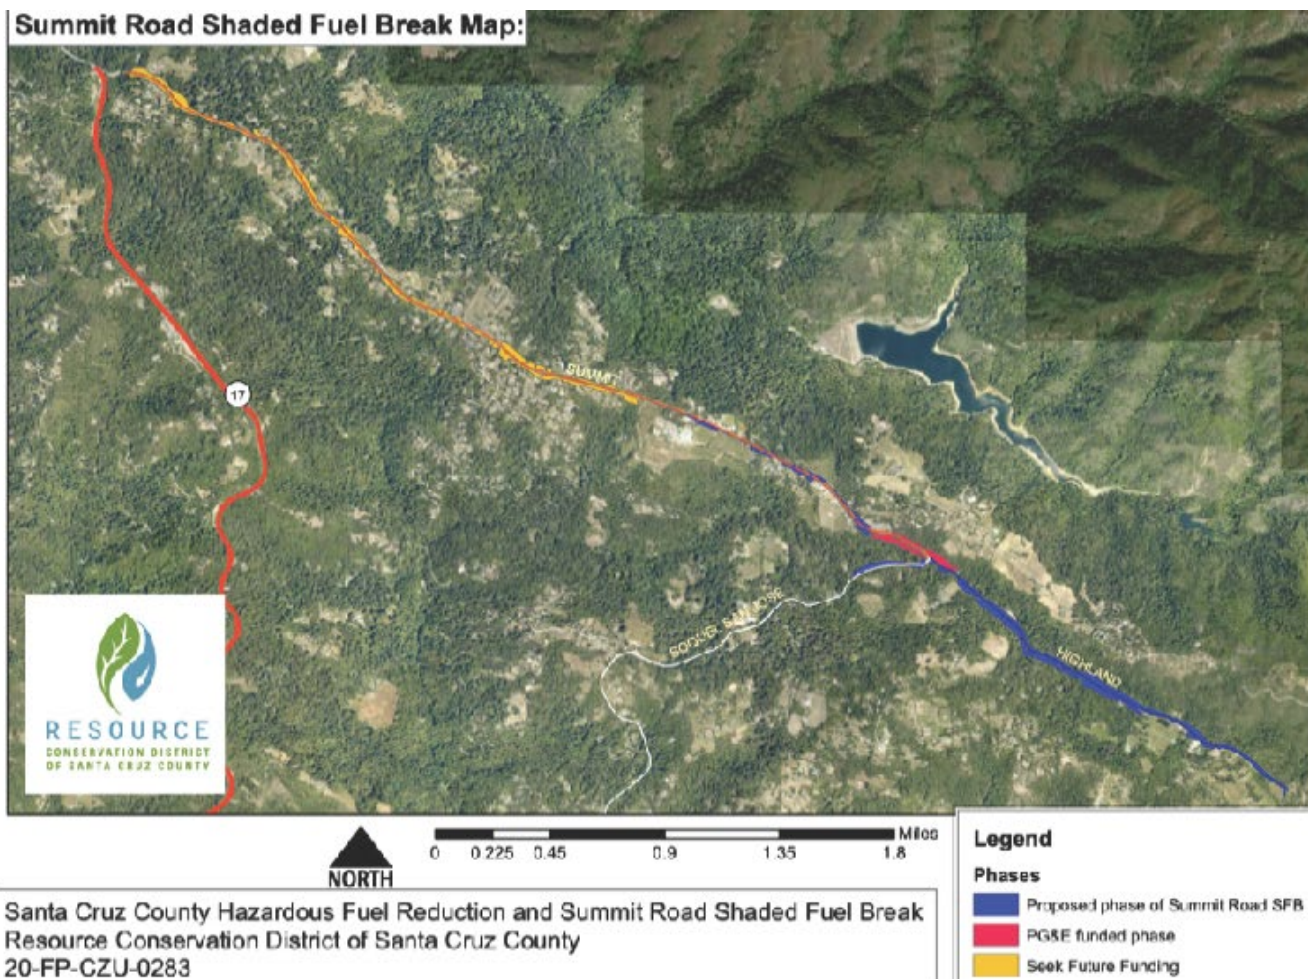 Summit Road Shaded Fuel Break Map:
17
SUMMIT
SOQUEL SAN JOSE
HIGHLAND
RESOURCE
CONSERVATION DISTRICT
OF SANTA CRUZ COUNTY
NORTH
Miles
0 0.225 0.45 0.9 1.35 1.8
Legend
Phases
Proposed phase of Summit Road SFB
PG&E funded phase
Seek Future Funding
Santa Cruz County Hazardous Fuel Reduction and Summit Road Shaded Fuel Break
Resource Conservation District of Santa Cruz County
20-FP-CZU-0283